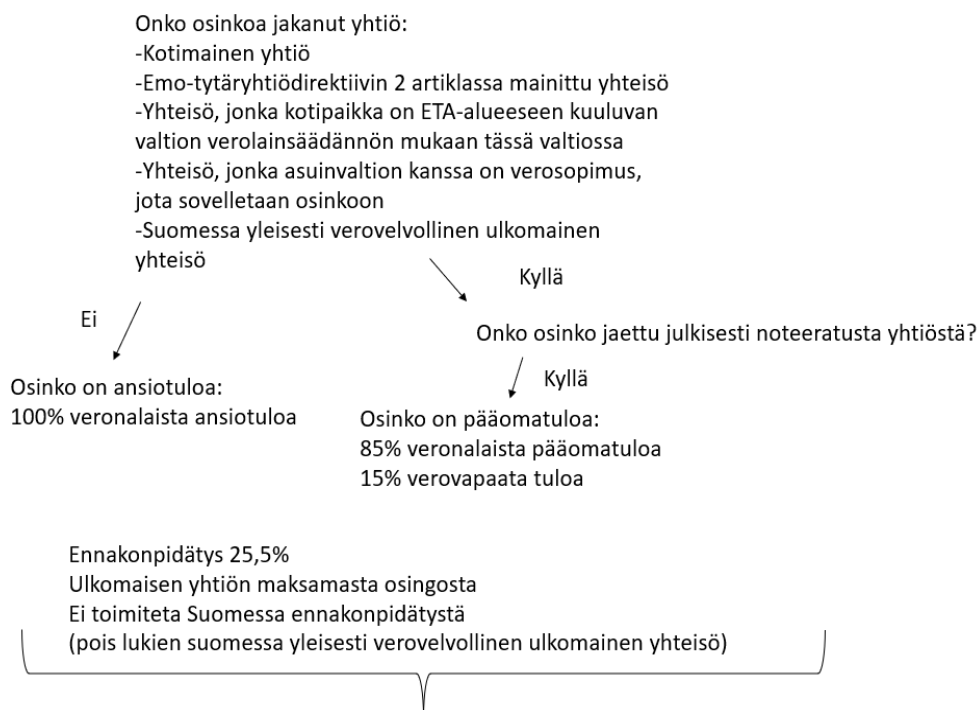 Onko osinkoa jakanut yhtiö:
-Kotimainen yhtiö
-Emo-tytäryhtiödirektiivin 2 artiklassa mainittu yhteisö
-Yhteisö, jonka kotipaikka on ETA-alueeseen kuuluvan
valtion verolainsäädännön mukaan tässä valtiossa
-Yhteisö, jonka asuinvaltion kanssa on verosopimus,
jota sovelletaan osinkoon
-Suomessa yleisesti verovelvollinen ulkomainen
yhteisö
Kyllä
Ei
Onko osinko jaettu julkisesti noteeratusta yhtiöstä?
Kyllä
Osinko on ansiotuloa:
100% veronalaista ansiotuloa
Osinko on pääomatuloa:
85% veronalaista pääomatuloa
15% verovapaata tuloa
Ennakonpidätys 25,5%
Ulkomaisen yhtiön maksamasta osingosta
Ei toimiteta Suomessa ennakonpidätystä
(pois lukien suomessa yleisesti verovelvollinen ulkomainen yhteisö)